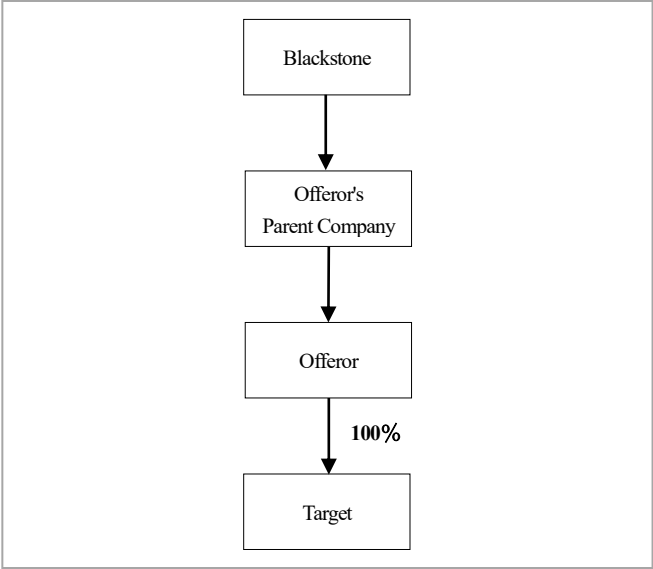 Blackstone
Offeror's
Parent Company
Offeror
100%
Target